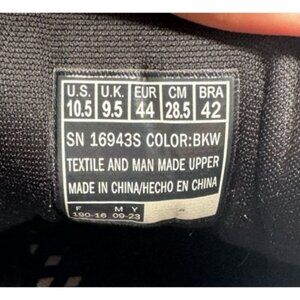 U.S. U.K. EUR CM BRA
10.5 9.5 44 28.5 42
SN 16943S COLOR:BKW
TEXTILE AND MAN MADE UPPER
MADE IN CHINA/HECHO EN CHINA
F M Y
190-16 09-23